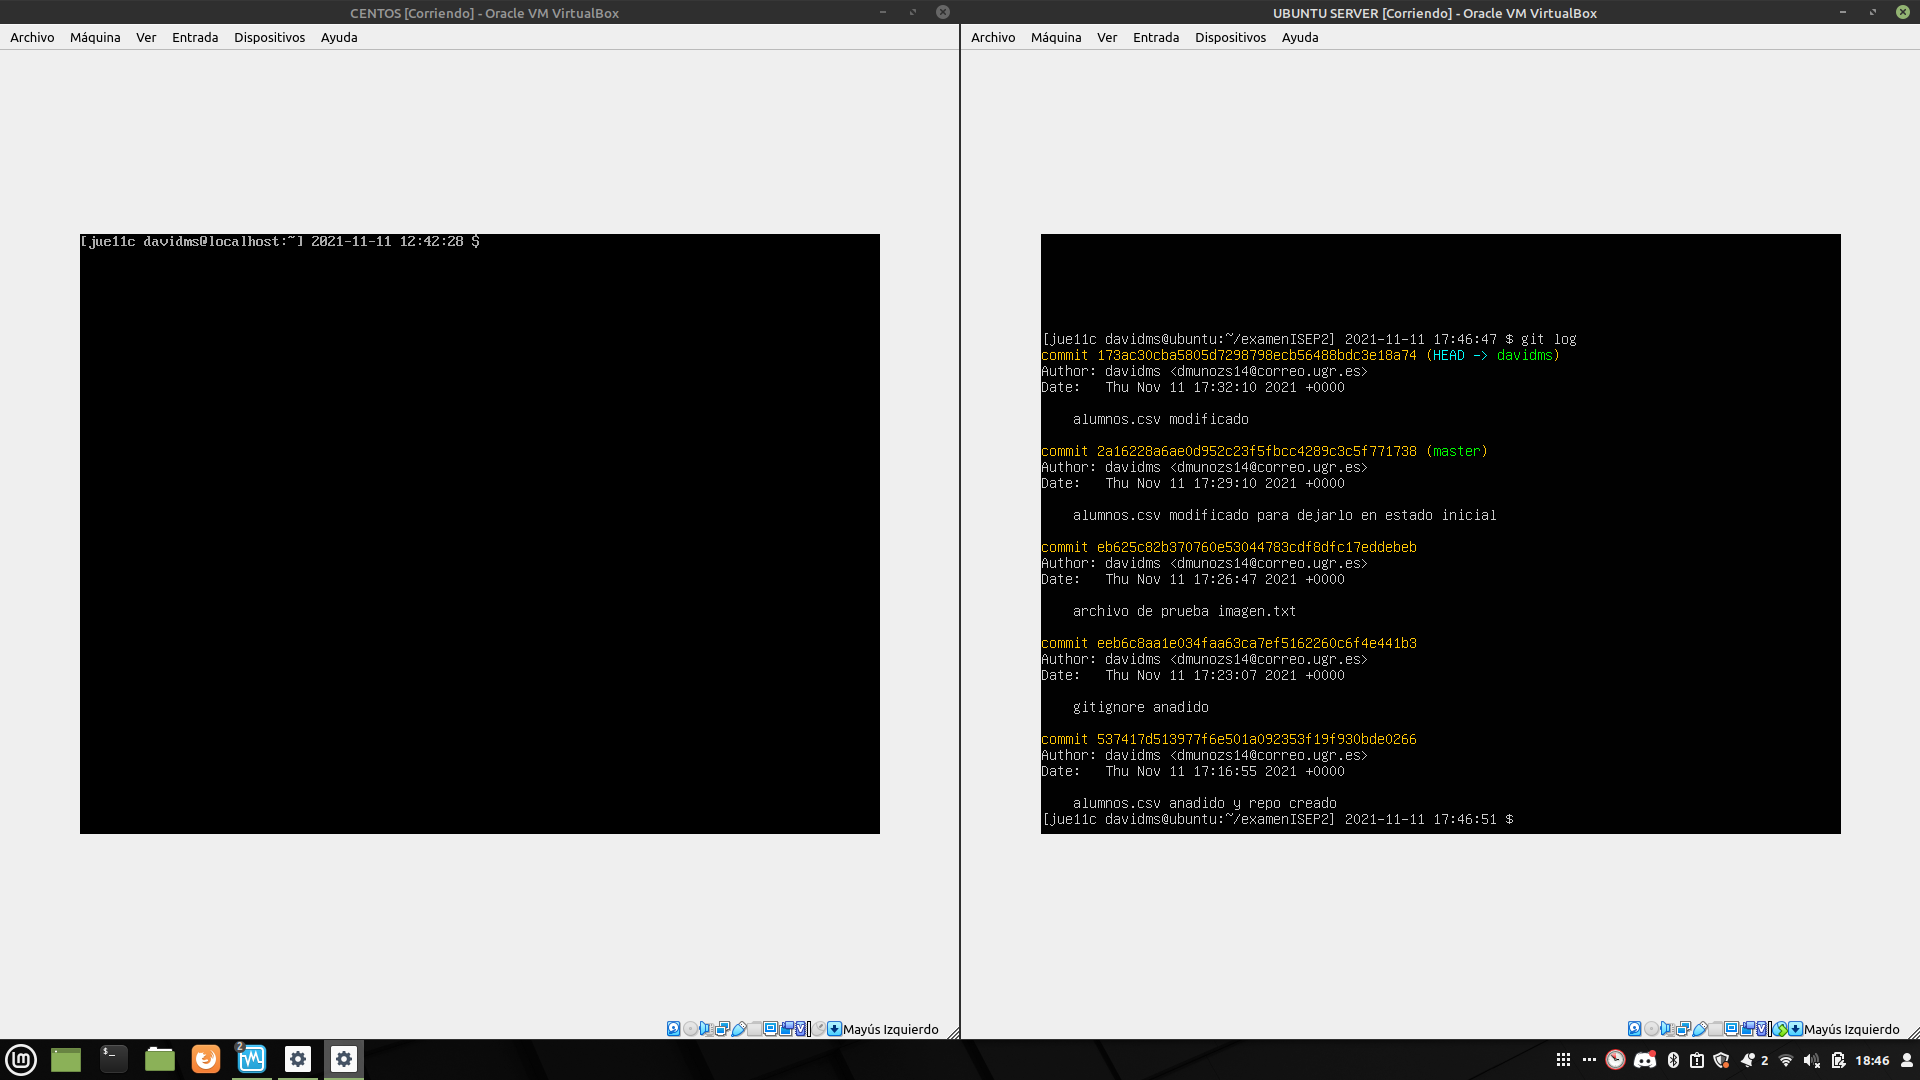 CENTOS [Corriendo] - Oracle VM VirtualBox
Archivo Máquina Ver Entrada Dispositivos Ayuda
[jue11c davidms@localhost:~] 2021-11-11 12:42:28 $
Mayús Izquierdo
UBUNTU SERVER [Corriendo] - Oracle VM VirtualBox
Archivo Máquina Ver Entrada Dispositivos Ayuda
[jue11c davidms@ubuntu:~/examenISEP2] 2021-11-11 17:46:47 $ git log
commit 173ac30cba5805d7298798ecb56488bdc3e18a74 (HEAD -> davidms)
Author: davidms <dmunozs14@correo.ugr.es>
Date:   Thu Nov 11 17:32:10 2021 +0000
alumnos.csv modificado
commit 2a16228a6ae0d952c23f5fbcc4289c3c5f771738 (master)
Author: davidms <dmunozs14@correo.ugr.es>
Date:   Thu Nov 11 17:29:10 2021 +0000
alumnos.csv modificado para dejarlo en estado inicial
commit eb625c82b370760e53044783cdf8dfc17eddebeb
Author: davidms <dmunozs14@correo.ugr.es>
Date:   Thu Nov 11 17:26:47 2021 +0000
archivo de prueba imagen.txt
commit eeb6c8aa1e034faa63ca7ef5162260c6f4e441b3
Author: davidms <dmunozs14@correo.ugr.es>
Date:   Thu Nov 11 17:23:07 2021 +0000
gitignore anadido
commit 537417d513977f6e501a092353f19f930bde0266
Author: davidms <dmunozs14@correo.ugr.es>
Date:   Thu Nov 11 17:16:55 2021 +0000
alumnos.csv anadido y repo creado
[jue11c davidms@ubuntu:~/examenISEP2] 2021-11-11 17:46:51 $
Mayús Izquierdo
2
2
18:46